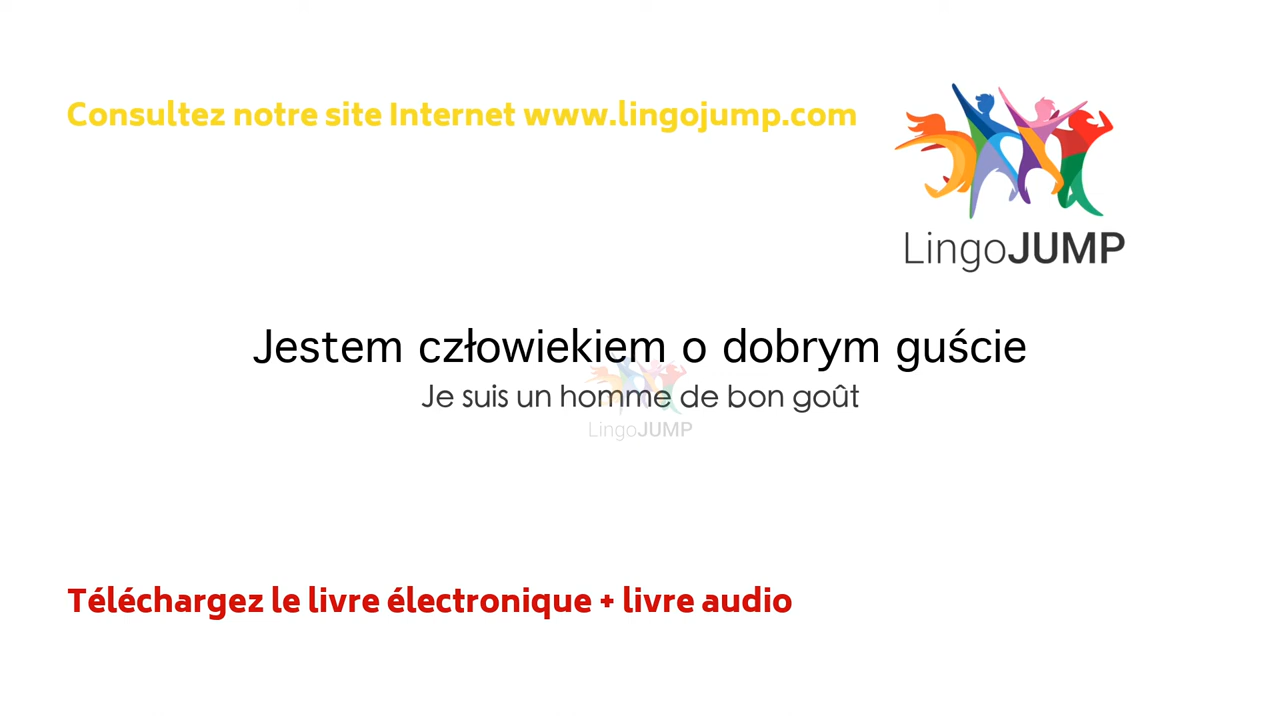 Consultez notre site Internet www.lingojump.com
LingoJUMP
Jestem człowiekiem o dobrym guście
Je suis un homme de bon goût
LingoJUMP
Téléchargez le livre électronique + livre audio